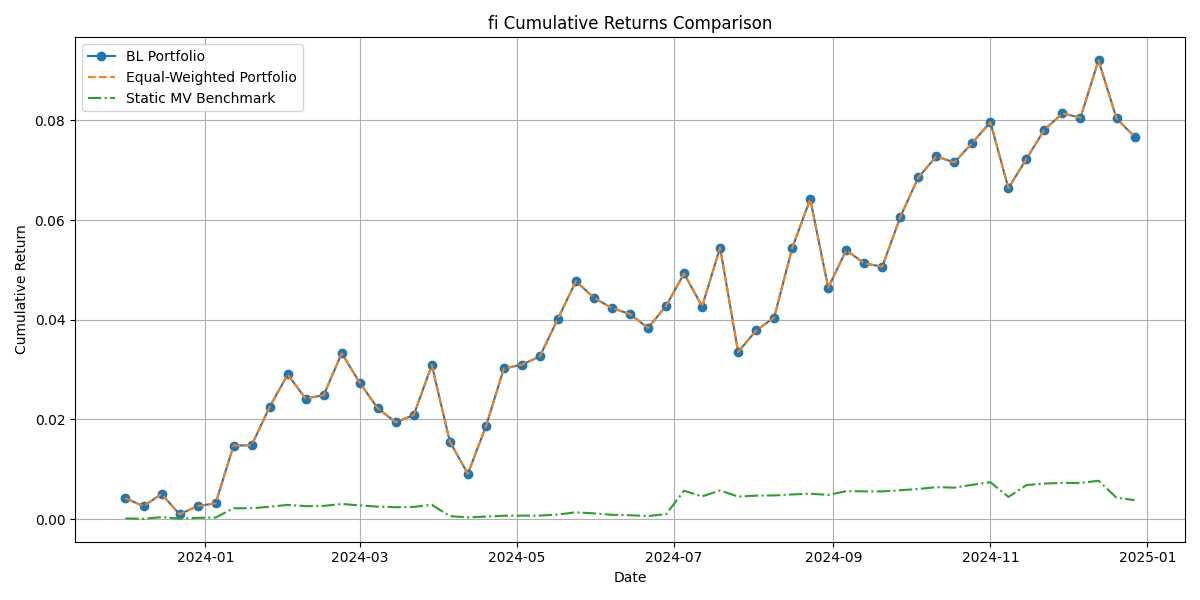 fi Cumulative Returns Comparison
BL Portfolio
Equal-Weighted Portfolio
Static MV Benchmark
Cumulative Return
0.08
0.06
0.04
0.02
0.00
2024-01
2024-03
2024-05
2024-07
2024-09
2024-11
2025-01
Date